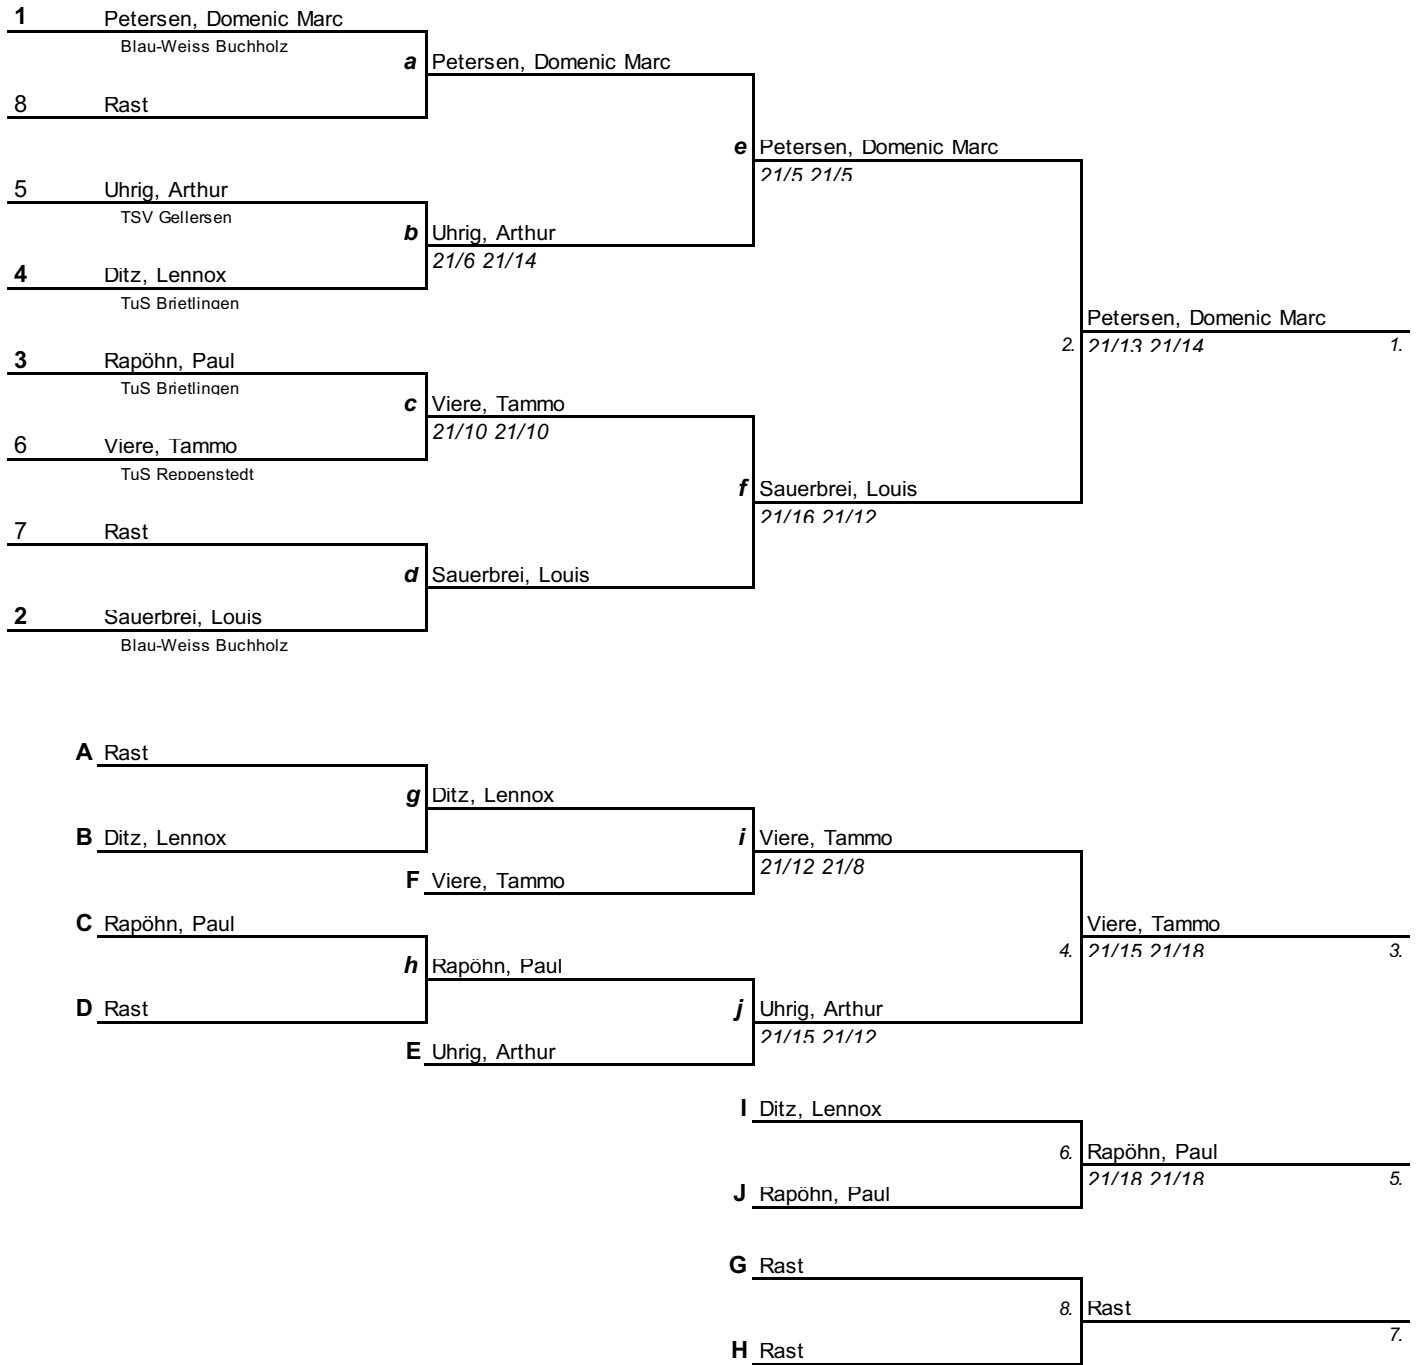 1 Petersen, Domenic Marc
Blau-Weiss Buchholz
a Petersen, Domenic Marc
8 Rast
e Petersen, Domenic Marc
21/5 21/5
5 Uhrig, Arthur
TSV Gellersen
b Uhrig, Arthur
21/6 21/14
4 Ditz, Lennox
TuS Brietlingen
Petersen, Domenic Marc
2. 21/13 21/14 1.
3 Rapöhn, Paul
TuS Brietlingen
c Viere, Tammo
21/10 21/10
6 Viere, Tammo
TuS Reppenstedt
f Sauerbrei, Louis
21/16 21/12
7 Rast
d Sauerbrei, Louis
2 Sauerbrei, Louis
Blau-Weiss Buchholz
A Rast
g Ditz, Lennox
B Ditz, Lennox
i Viere, Tammo
21/12 21/8
F Viere, Tammo
C Rapöhn, Paul
Viere, Tammo
4. 21/15 21/18 3.
h Rapöhn, Paul
D Rast
j Uhrig, Arthur
21/15 21/12
E Uhrig, Arthur
I Ditz, Lennox
6. Rapöhn, Paul
21/18 21/18 5.
J Rapöhn, Paul
G Rast
8. Rast
7.
H Rast